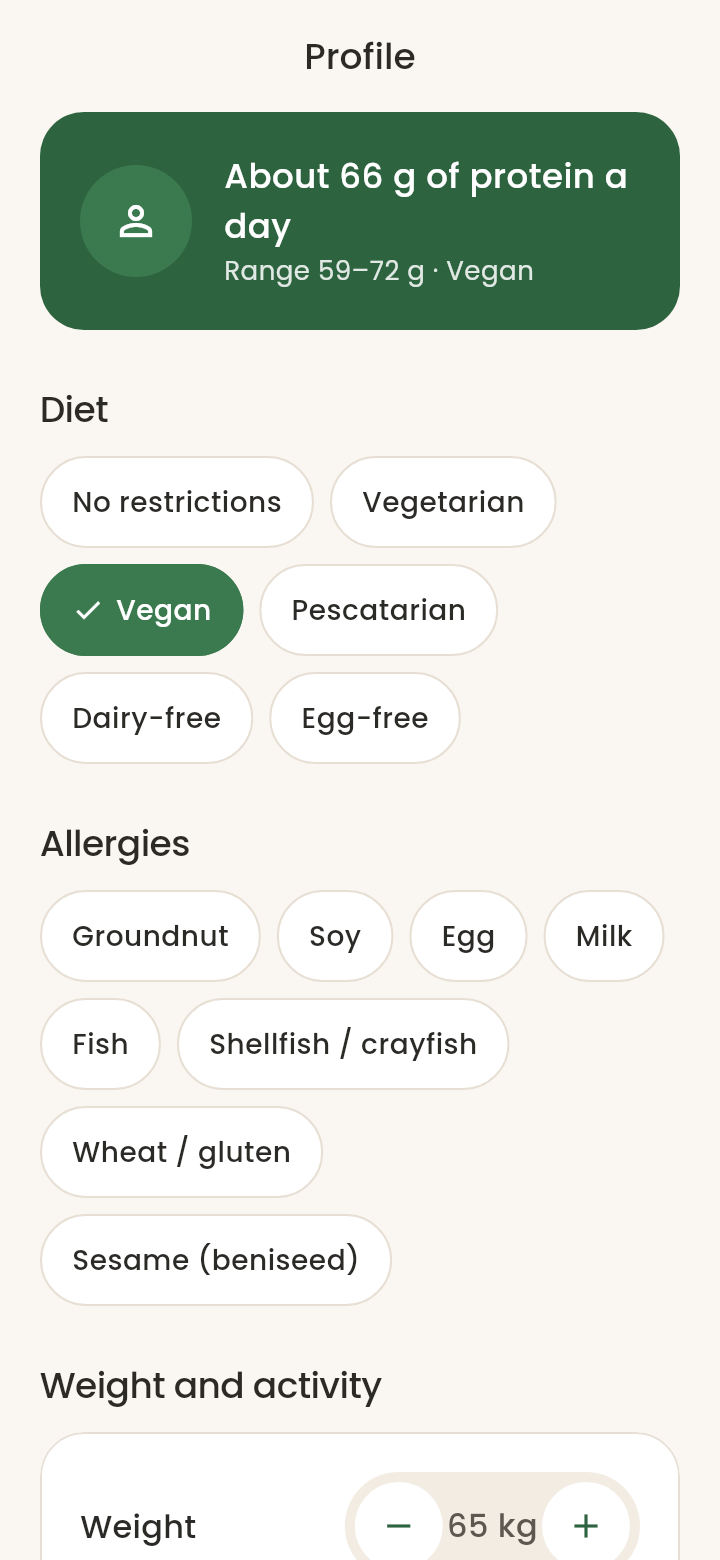 Profile
About 66 g of protein a
day
Range 59–72 g · Vegan
Diet
No restrictions
Vegetarian
Vegan
Pescatarian
Dairy-free
Egg-free
Allergies
Groundnut
Soy
Egg
Milk
Fish
Shellfish / crayfish
Wheat / gluten
Sesame (beniseed)
Weight and activity
Weight
− 65 kg +